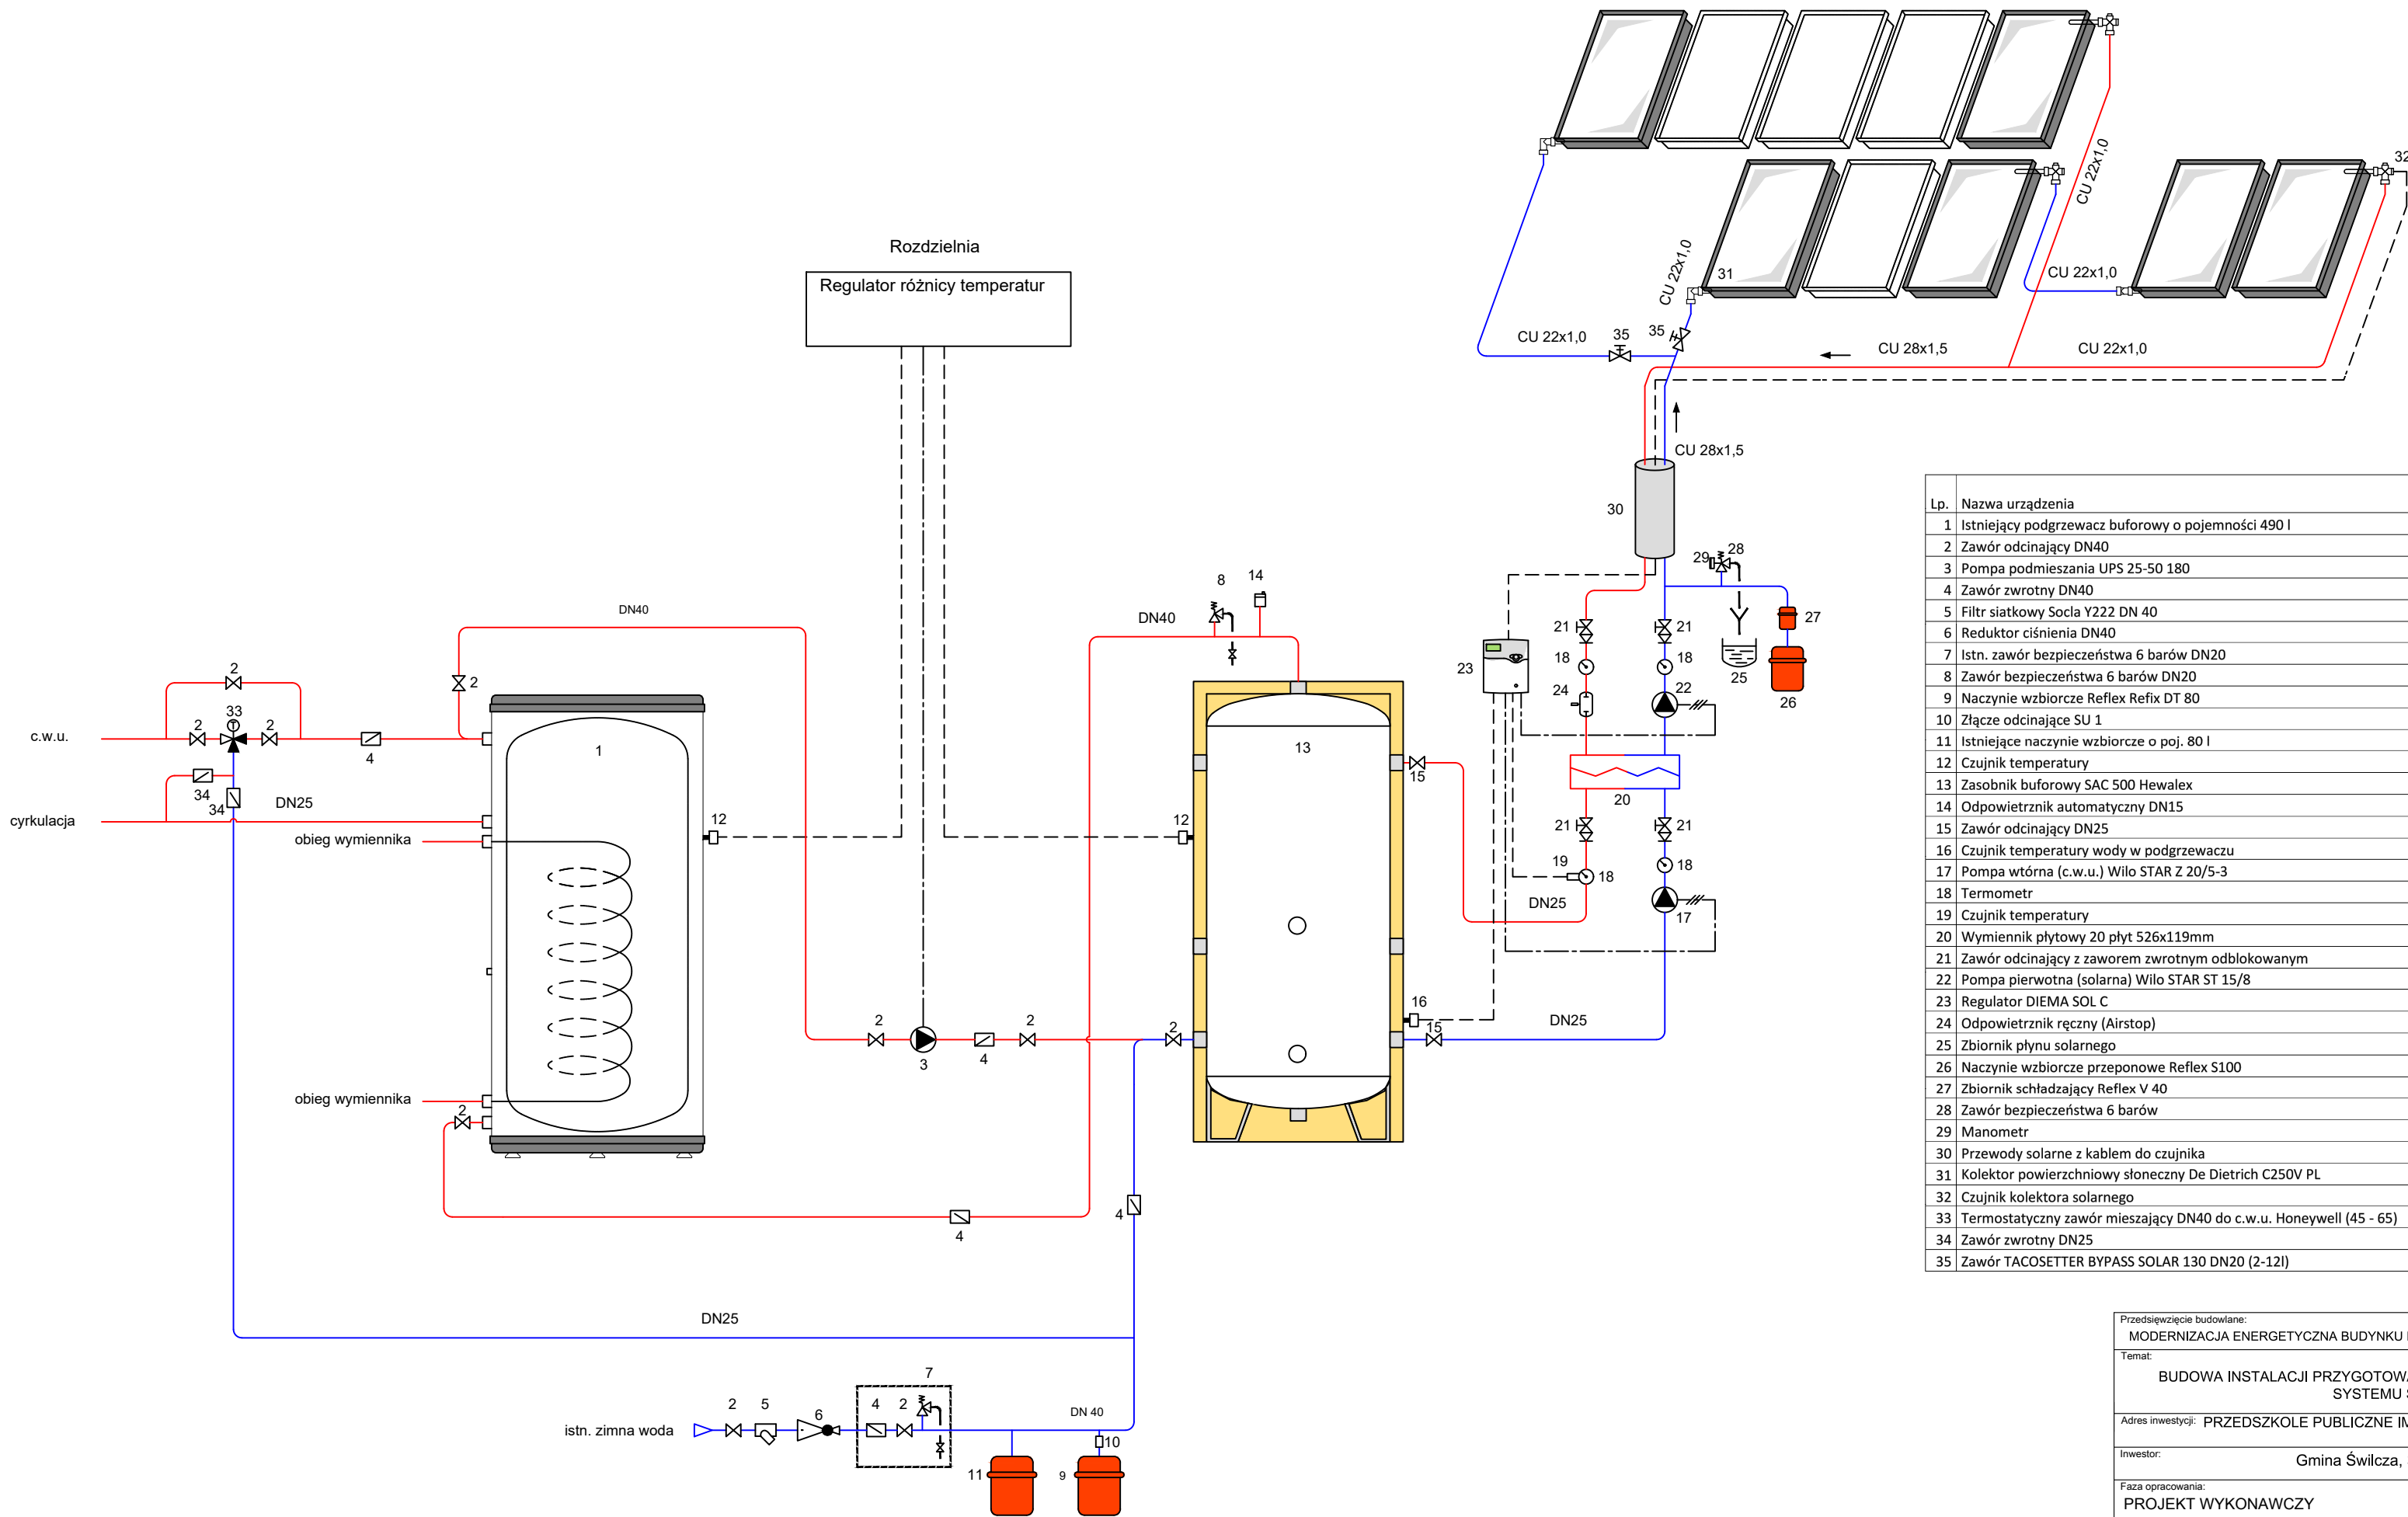 32
CU 22x1,0
CU 22x1,0
31
CU 22x1,0
Rozdzielnia
Regulator różnicy temperatur
CU 22x1,0
35
35
CU 28x1,5
CU 22x1,0
CU 28x1,5
30
29
28
27
26
25
DN40
DN40
8
14
21
21
18
18
23
24
22
2
2
33
2
2
c.w.u.
4
1
13
15
20
34
34
DN25
cyrkulacja
12
12
21
21
obieg wymiennika
19
18
18
DN25
17
16
2
2
2
15
DN25
3
4
obieg wymiennika
2
4
4
DN25
7
2
5
6
4
2
DN 40
istn. zimna woda
10
11
9
Lp. Nazwa urządzenia
1 Istniejący podgrzewacz buforowy o pojemności 490 l
2 Zawór odcinający DN40
3 Pompa podmieszania UPS 25-50 180
4 Zawór zwrotny DN40
5 Filtr siatkowy Socla Y222 DN 40
6 Reduktor ciśnienia DN40
7 Istn. zawór bezpieczeństwa 6 barów DN20
8 Zawór bezpieczeństwa 6 barów DN20
9 Naczynie wzbiorcze Reflex Refix DT 80
10 Złącze odcinające SU 1
11 Istniejące naczynie wzbiorcze o poj. 80 l
12 Czujnik temperatury
13 Zasobnik buforowy SAC 500 Hewalex
14 Odpowietrznik automatyczny DN15
15 Zawór odcinający DN25
16 Czujnik temperatury wody w podgrzewaczu
17 Pompa wtórna (c.w.u.) Wilo STAR Z 20/5-3
18 Termometr
19 Czujnik temperatury
20 Wymiennik płytowy 20 płyt 526x119mm
21 Zawór odcinający z zaworem zwrotnym odblokowanym
22 Pompa pierwotna (solarna) Wilo STAR ST 15/8
23 Regulator DIEMA SOL C
24 Odpowietrznik ręczny (Airstop)
25 Zbiornik płynu solarnego
26 Naczynie wzbiorcze przeponowe Reflex S100
27 Zbiornik schładzający Reflex V 40
28 Zawór bezpieczeństwa 6 barów
29 Manometr
30 Przewody solarne z kablem do czujnika
31 Kolektor powierzchniowy słoneczny De Dietrich C250V PL
32 Czujnik kolektora solarnego
33 Termostatyczny zawór mieszający DN40 do c.w.u. Honeywell (45 - 65)
34 Zawór zwrotny DN25
35 Zawór TACOSETTER BYPASS SOLAR 130 DN20 (2-12l)
Przedsięwzięcie budowlane:
MODERNIZACJA ENERGETYCZNA BUDYNKU
Temat:
BUDOWA INSTALACJI PRZYGOTOWA
SYSTEMU
Adres inwestycji: PRZEDSZKOLE PUBLICZNE IM
Inwestor:
Gmina Świlcza,
Faza opracowania:
PROJEKT WYKONAWCZY